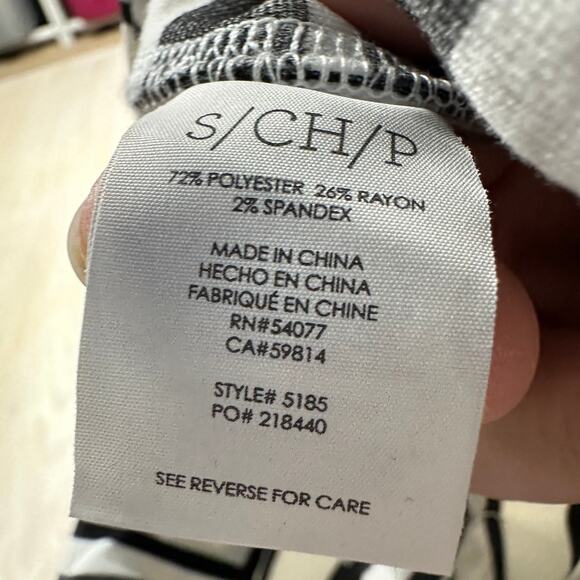 S/CH/P
72% POLYESTER 26% RAYON
2% SPANDEX
MADE IN CHINA
HECHO EN CHINA
FABRIQUÉ EN CHINE
RN#54077
CA#59814
STYLE# 5185
PO# 218440
SEE REVERSE FOR CARE